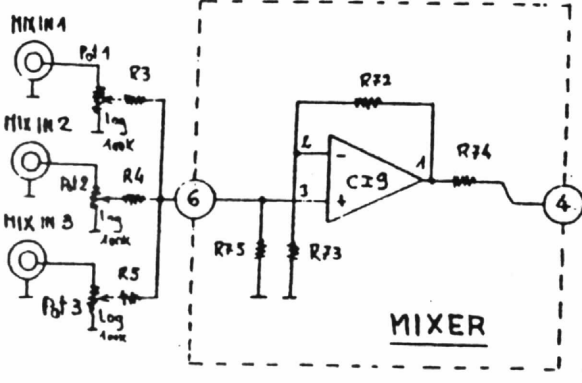 MIX IN 1
Pot 1
R3
Log
100K
MIX IN 2
Pot 2
R4
Log
100K
MIX IN 3
Pot 3
R5
Log
100K
6
R72
2
-
3
+
CI9
1
R74
4
R75
R73
MIXER